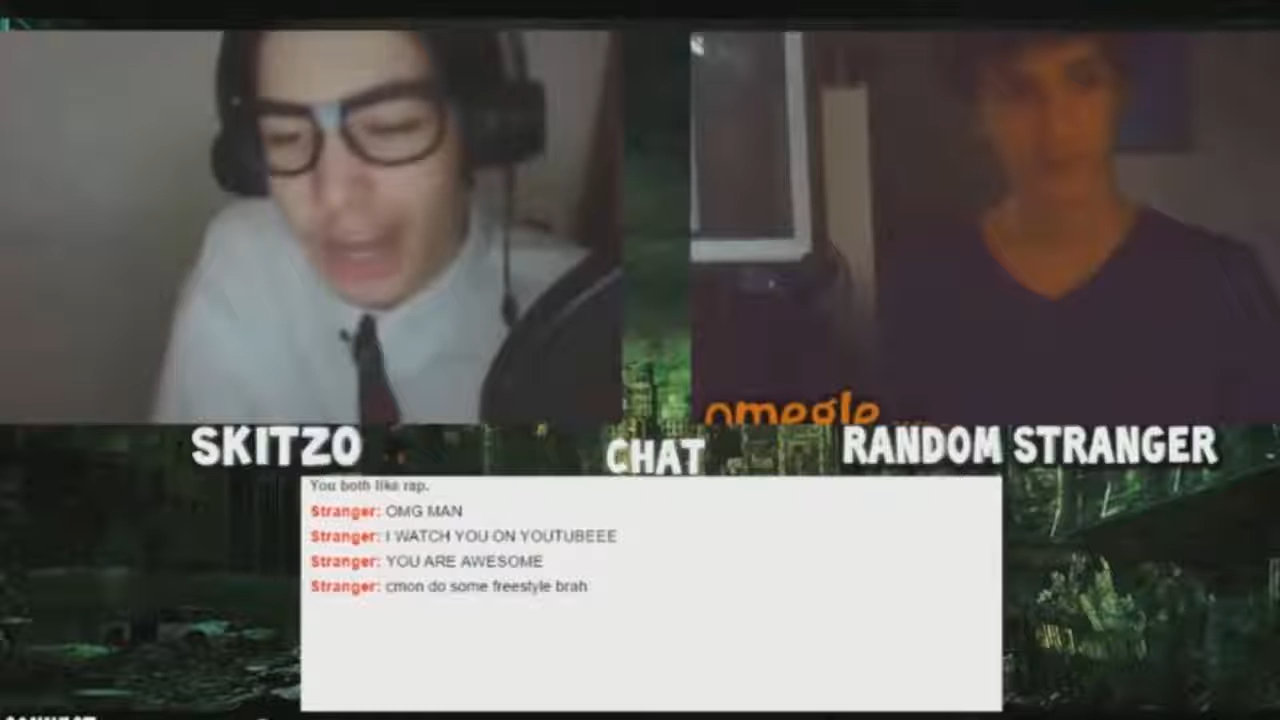 omegle
SKITZO
CHAT
RANDOM STRANGER
You both like rap.
Stranger: OMG MAN
Stranger: I WATCH YOU ON YOUTUBEEE
Stranger: YOU ARE AWESOME
Stranger: cmon do some freestyle brah